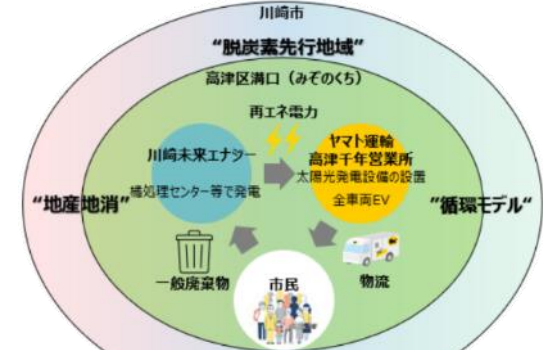 川崎市
“脱炭素先行地域”
高津区溝口（みぞのくち）
再エネ電力
川崎未来エナジー
橘処理センター等で発電
ヤマト運輸
高津千年営業所
太陽光発電設備の設置
全車両EV
“地産地消”
“循環モデル“
一般廃棄物
市民
物流